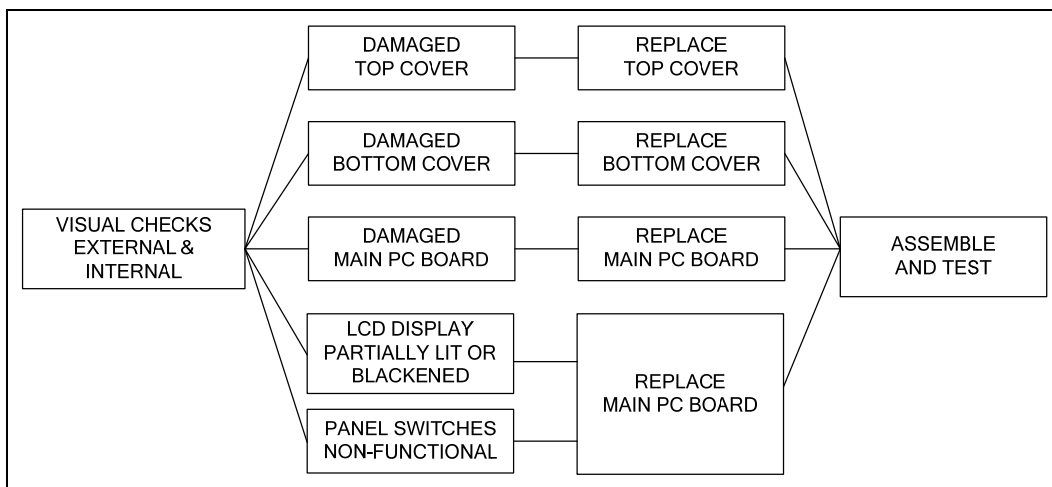 DAMAGED
TOP COVER
REPLACE
TOP COVER
DAMAGED
BOTTOM COVER
REPLACE
BOTTOM COVER
VISUAL CHECKS
EXTERNAL &
INTERNAL
DAMAGED
MAIN PC BOARD
REPLACE
MAIN PC BOARD
ASSEMBLE
AND TEST
LCD DISPLAY
PARTIALLY LIT OR
BLACKENED
REPLACE
MAIN PC BOARD
PANEL SWITCHES
NON-FUNCTIONAL